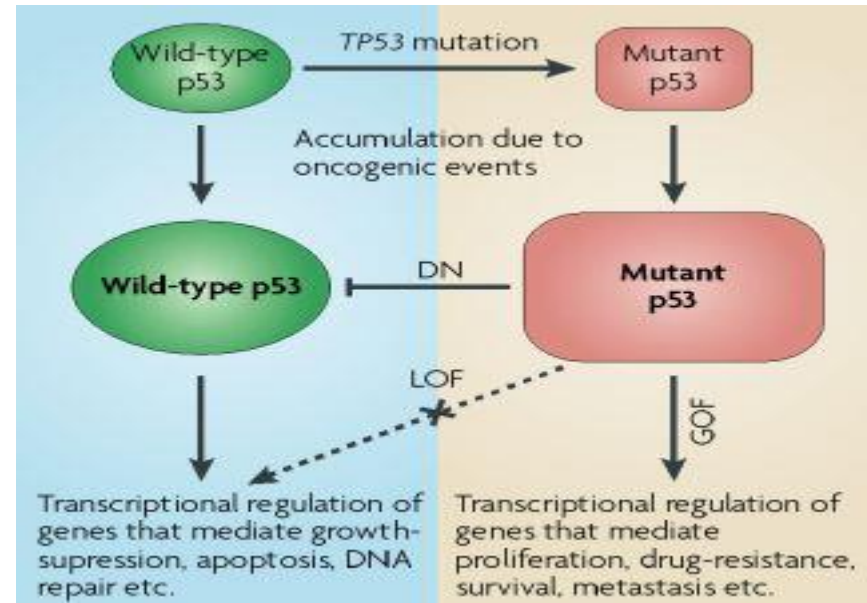 Wild-type
p53
TP53 mutation
Mutant
p53
Accumulation due to
oncogenic events
Wild-type p53
DN
Mutant
p53
LOF
GOF
Transcriptional regulation of
genes that mediate growth-
supression, apoptosis, DNA
repair etc.
Transcriptional regulation of
genes that mediate
proliferation, drug-resistance,
survival, metastasis etc.